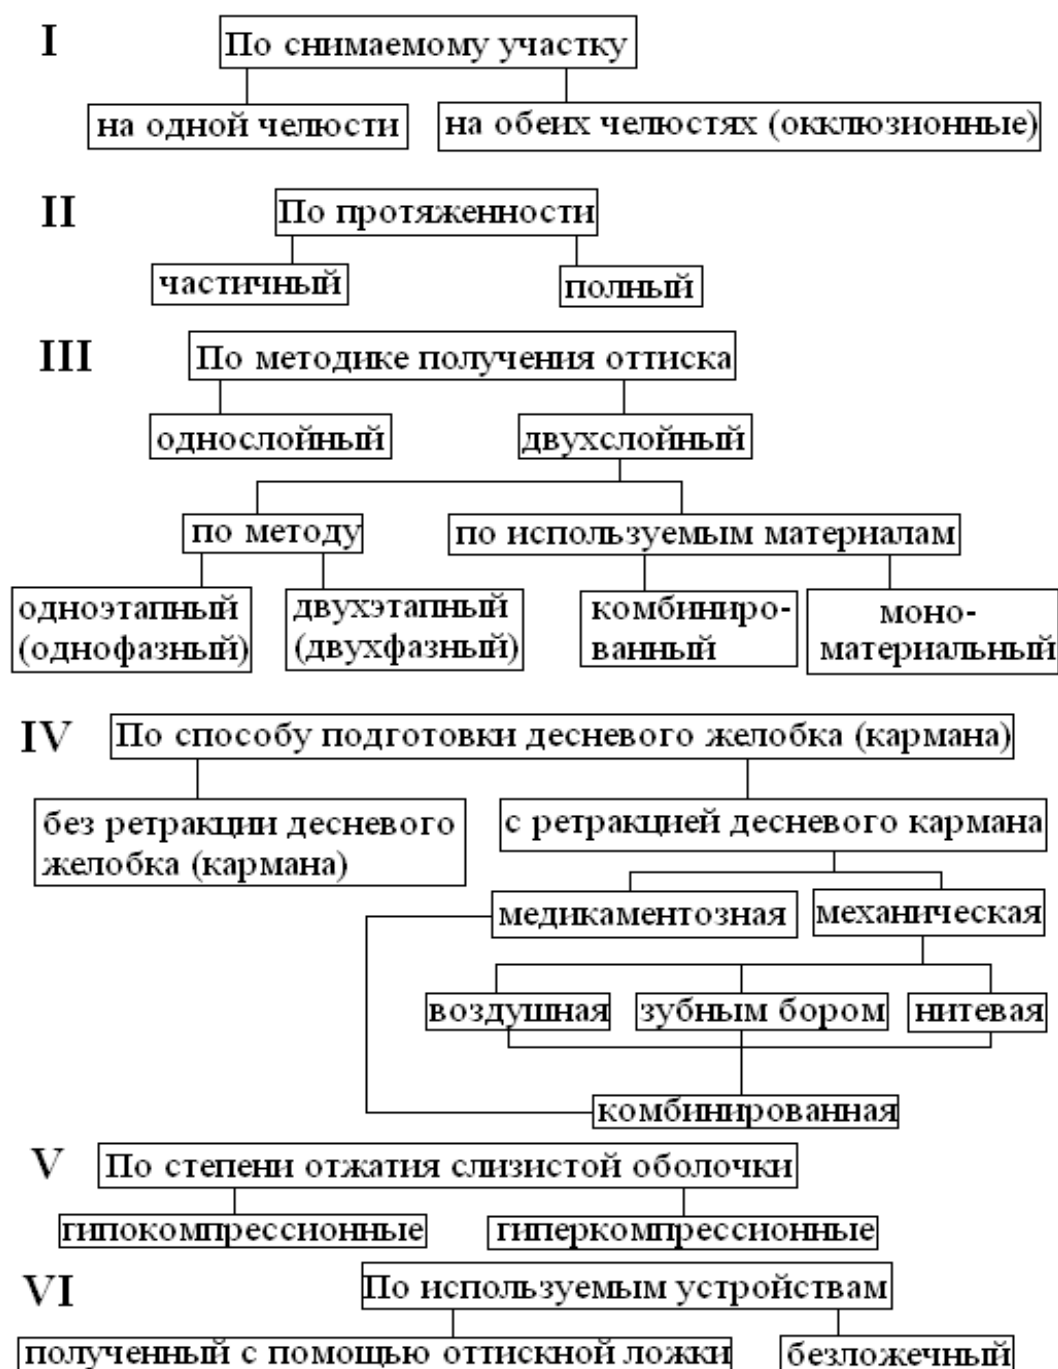 I
По снимаемому участку
на одной челюсти
на обеих челюстях (окклюзионные)
II
По протяженности
частичный
полный
III
По методике получения оттиска
однослойный
двухслойный
по методу
по используемым материалам
одноэтапный
(однофазный)
двухэтапный
(двухфазный)
комбиниро-
ванный
моно-
материальный
IV
По способу подготовки десневого желобка (кармана)
без ретракции десневого
желобка (кармана)
с ретракцией десневого кармана
медикаментозная
механическая
воздушная
зубным бором
нитевая
комбинированная
V
По степени отжатия слизистой оболочки
гипокомпрессионные
гиперкомпрессионные
VI
По используемым устройствам
полученный с помощью оттискной ложки
безложечный